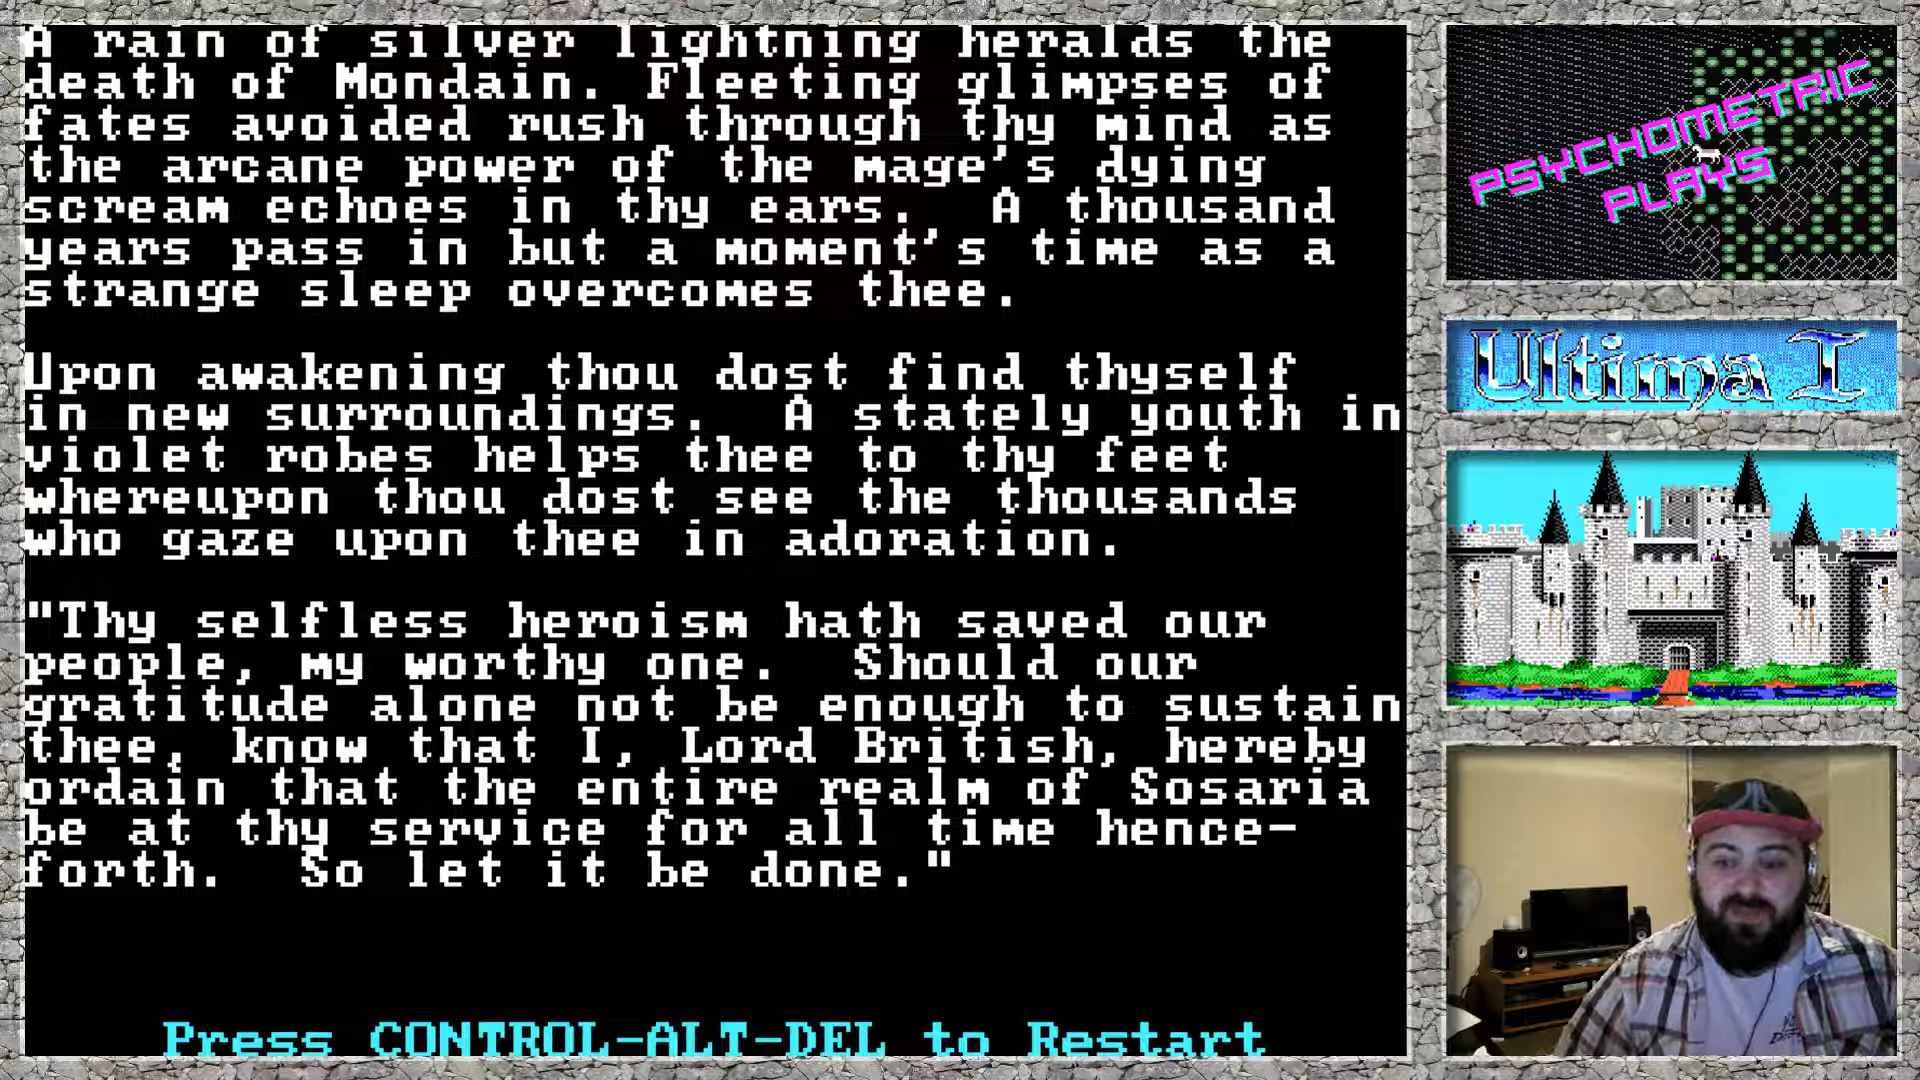 A rain of silver lightning heralds the
death of Mondain. Fleeting glimpses of
fates avoided rush through thy mind as
the arcane power of the mage's dying
scream echoes in thy ears.  A thousand
years pass in but a moment's time as a
strange sleep overcomes thee.
Upon awakening thou dost find thyself
in new surroundings.  A stately youth in
violet robes helps thee to thy feet
whereupon thou dost see the thousands
who gaze upon thee in adoration.
"Thy selfless heroism hath saved our
people, my worthy one.  Should our
gratitude alone not be enough to sustain
thee, know that I, Lord British, hereby
ordain that the entire realm of Sosaria
be at thy service for all time hence-
forth.  So let it be done."
Press CONTROL-ALT-DEL to Restart
PSYCHOMETRIC
PLAYS
Ultima I